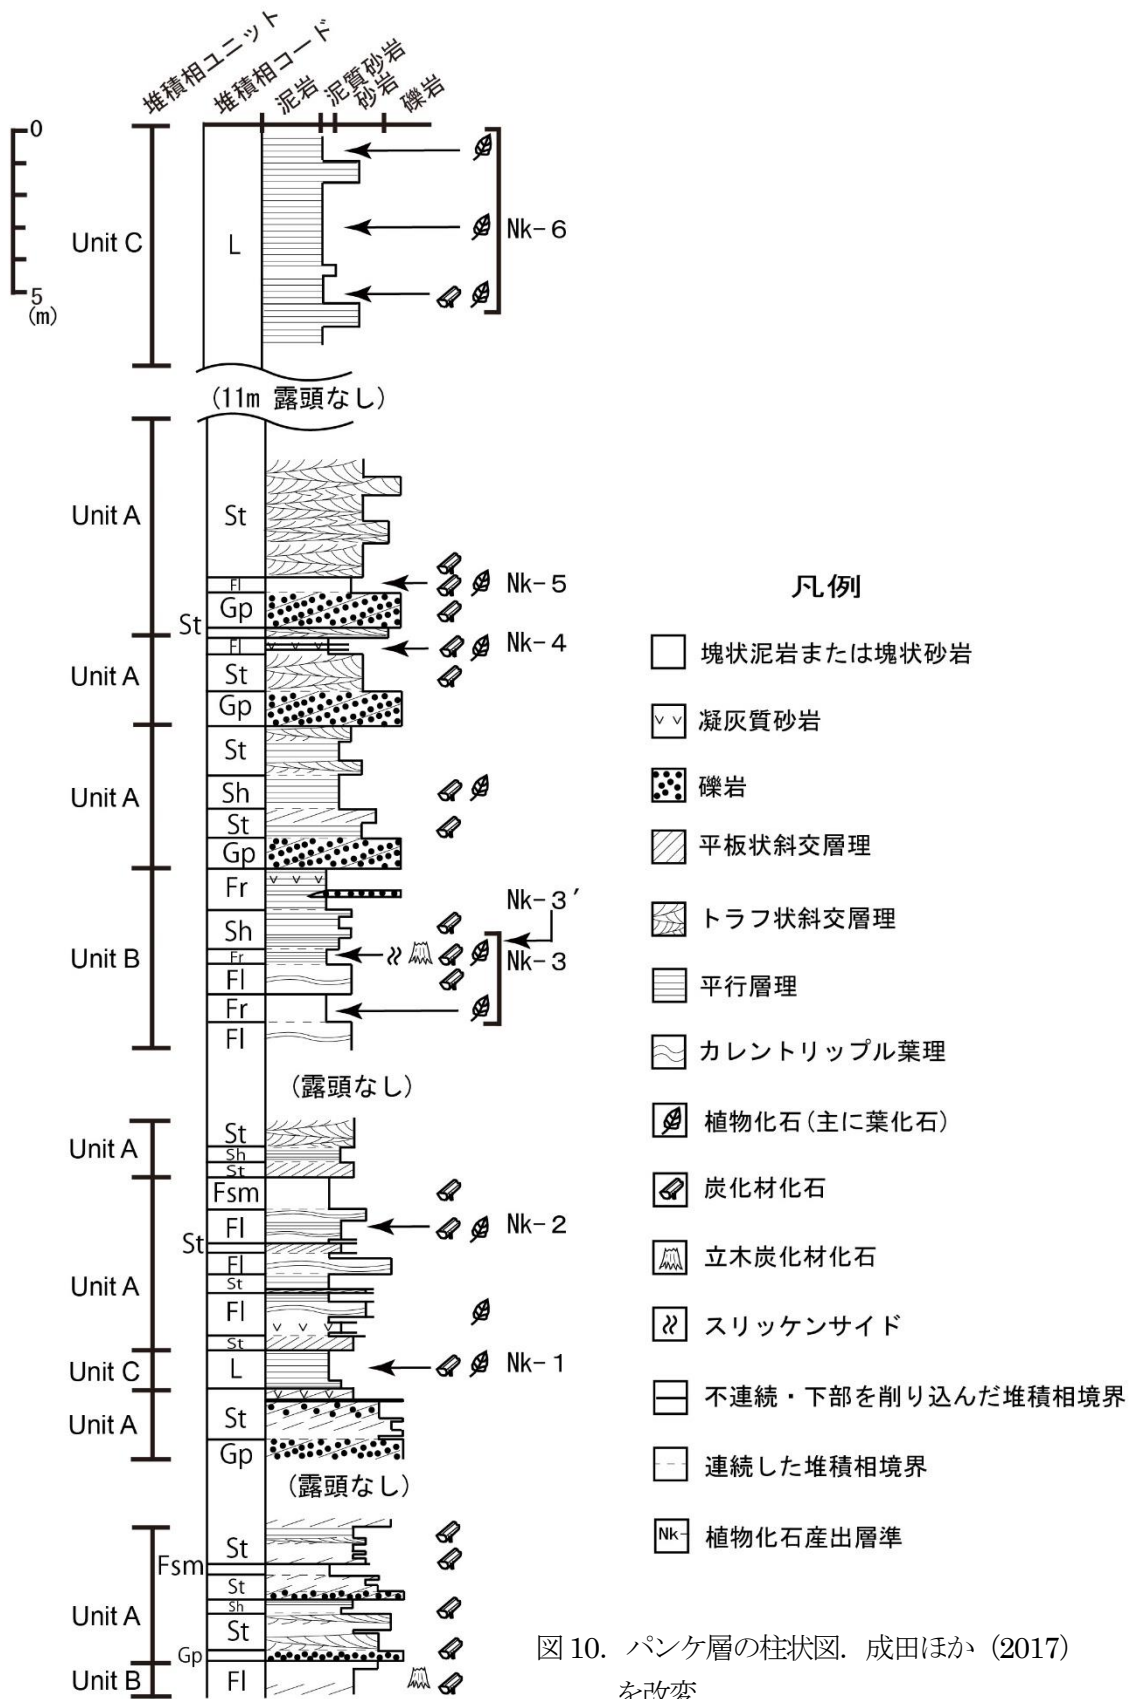 堆積相ユニット
堆積相コード
泥岩
泥質砂岩
砂岩
礫岩
0
5
(m)
Unit C
L
Nk-6
(11m 露頭なし)
Unit A
St
Fl
Nk-5
Gp
St
Fl
Nk-4
Unit A
St
Gp
St
Unit A
Sh
St
Gp
Fr
Nk-3′
Sh
Unit B
Fr
Nk-3
Fl
Fr
Fl
(露頭なし)
St
Unit A
Sh
St
Fsm
Fl
Nk-2
St
Fl
Unit A
St
Fl
St
Unit C
L
Nk-1
Unit A
St
Gp
(露頭なし)
St
Fsm
St
Sh
Unit A
St
Gp
Unit B
Fl
凡例
塊状泥岩または塊状砂岩
凝灰質砂岩
礫岩
平板状斜交層理
トラフ状斜交層理
平行層理
カレントリップル葉理
植物化石(主に葉化石)
炭化材化石
立木炭化材化石
スリッケンサイド
不連続・下部を削り込んだ堆積相境界
連続した堆積相境界
Nk- 植物化石産出層準
図10. パンケ層の柱状図. 成田ほか (2017)
を改変